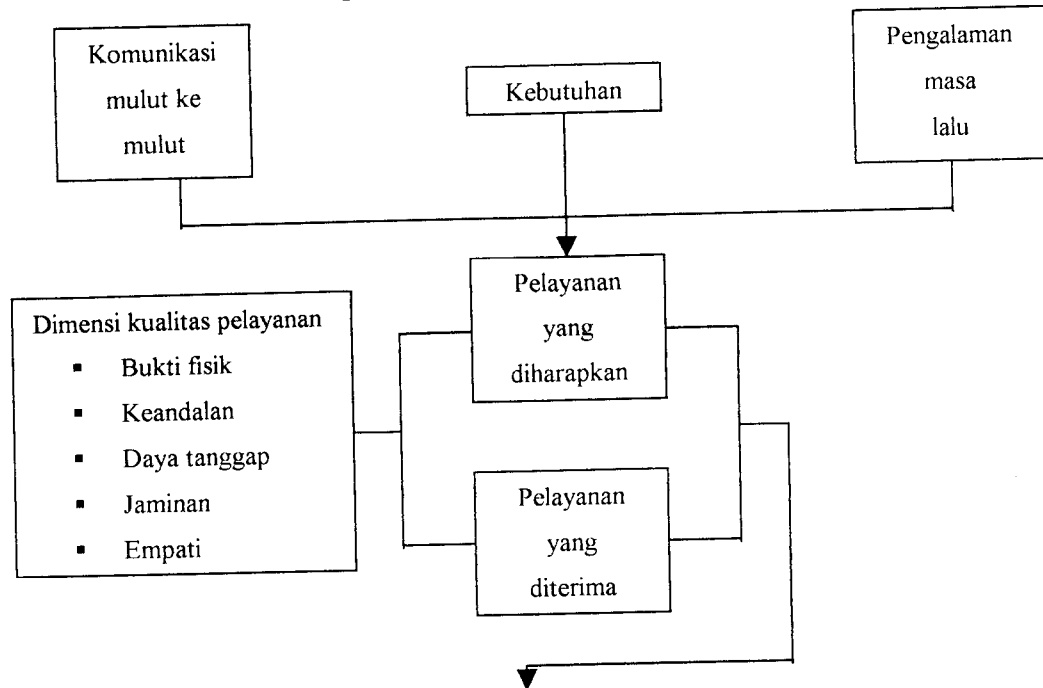 Komunikasi
mulut ke
mulut
Kebutuhan
Pengalaman
masa
lalu
Pelayanan
yang
diharapkan
Dimensi kualitas pelayanan
▪ Bukti fisik
▪ Keandalan
▪ Daya tanggap
▪ Jaminan
▪ Empati
Pelayanan
yang
diterima